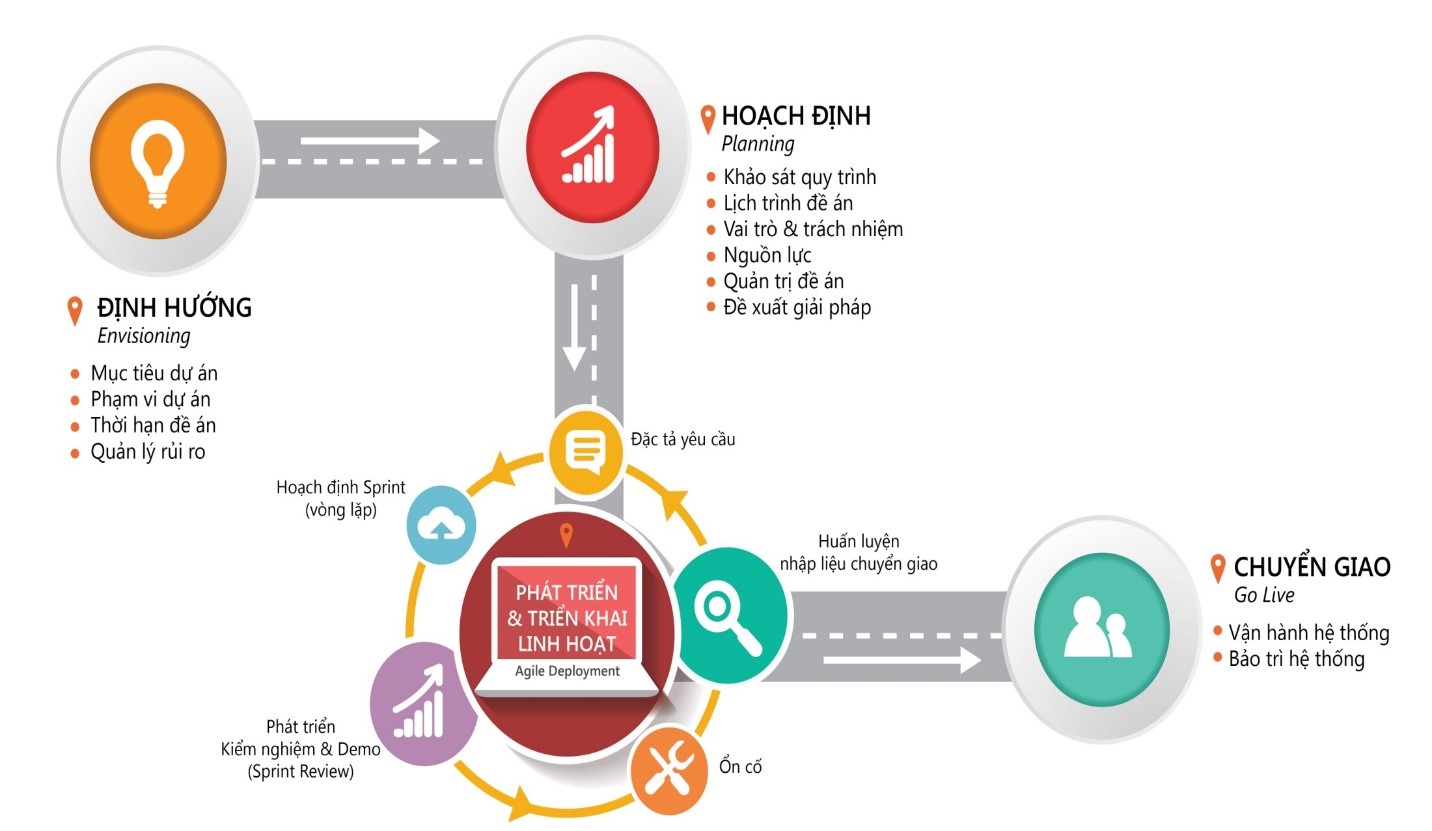 ĐỊNH HƯỚNG
Envisioning
Mục tiêu dự án
Phạm vi dự án
Thời hạn đề án
Quản lý rủi ro
HOẠCH ĐỊNH
Planning
Khảo sát quy trình
Lịch trình đề án
Vai trò & trách nhiệm
Nguồn lực
Quản trị đề án
Đề xuất giải pháp
Đặc tả yêu cầu
Hoạch định Sprint
(vòng lặp)
Phát triển
Kiểm nghiệm & Demo
(Sprint Review)
Ổn cố
Huấn luyện
nhập liệu chuyển giao
PHÁT TRIỂN
& TRIỂN KHAI
LINH HOẠT
Agile Deployment
CHUYỂN GIAO
Go Live
Vận hành hệ thống
Bảo trì hệ thống